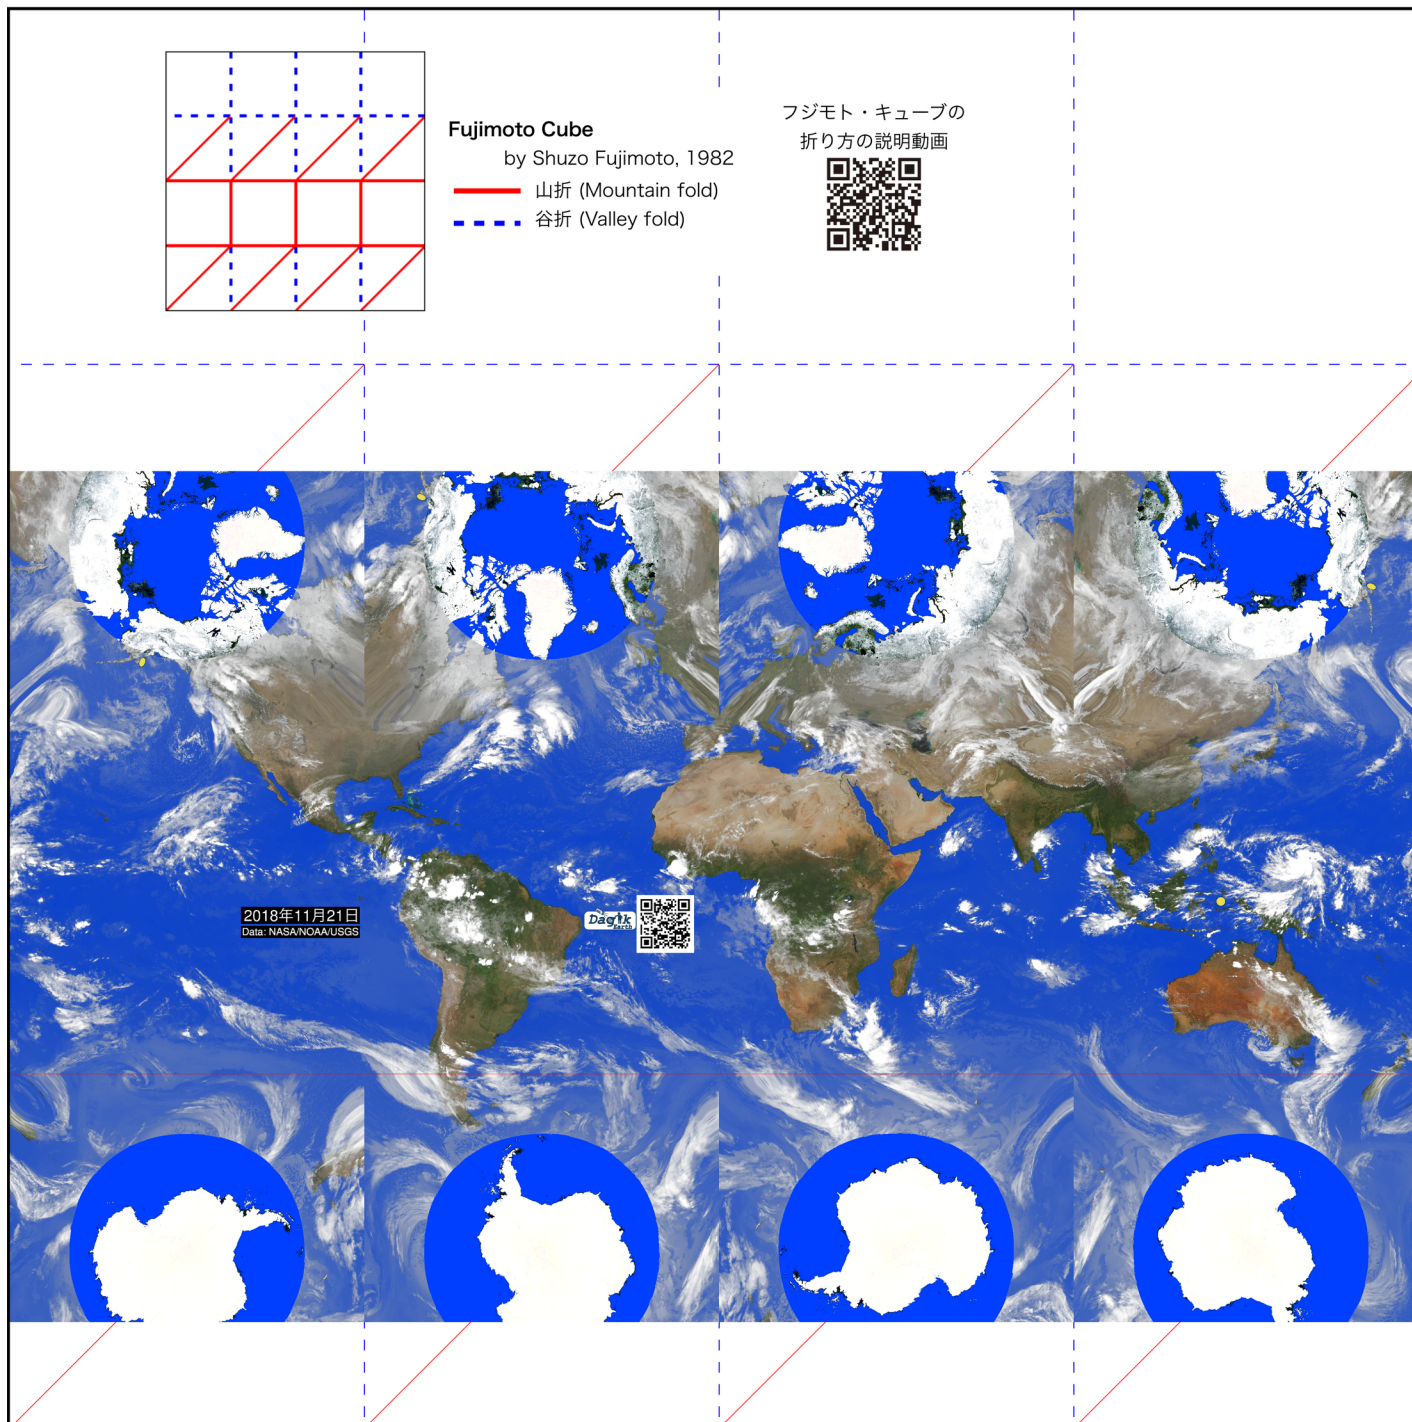 Fujimoto Cube
by Shuzo Fujimoto, 1982
山折 (Mountain fold)
谷折 (Valley fold)
フジモト・キューブの
折り方の説明動画
2018年11月21日
Data: NASA/NOAA/USGS
Dagik
Earth